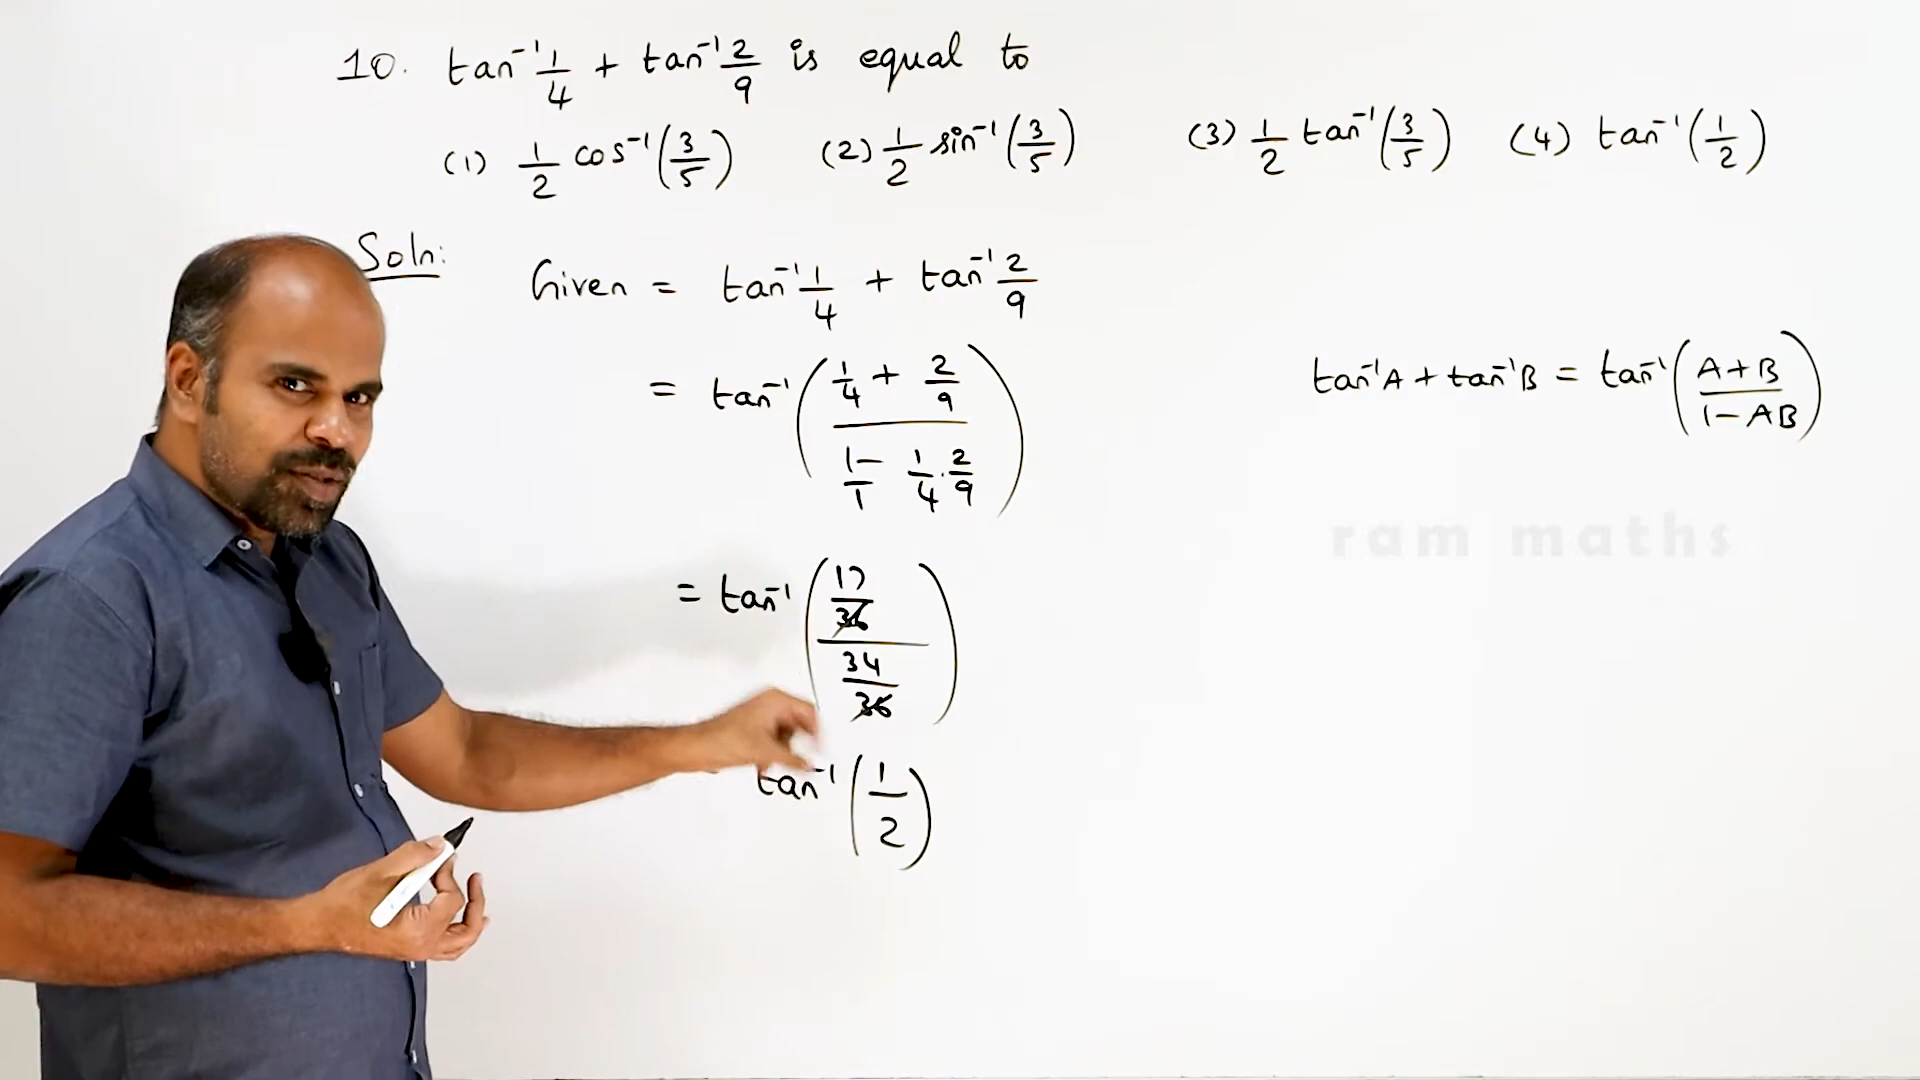 10. tan⁻¹ 1/4 + tan⁻¹ 2/9 is equal to
(1) 1/2 cos⁻¹(3/5) (2) 1/2 sin⁻¹(3/5) (3) 1/2 tan⁻¹(3/5) (4) tan⁻¹(1/2)
Soln:
Given = tan⁻¹ 1/4 + tan⁻¹ 2/9
= tan⁻¹((1/4 + 2/9)/(1/1 - 1/4 · 2/9))
tan⁻¹A + tan⁻¹B = tan⁻¹((A+B)/(1-AB))
ram maths
= tan⁻¹((17/36)/(34/36))
tan⁻¹(1/2)